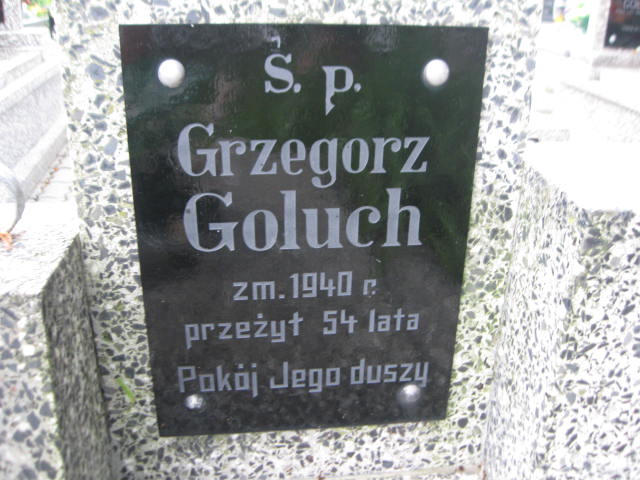 Ś. p.
Grzegorz
Goluch
zm. 1940 r.
przeżył 54 lata
Pokój Jego duszy